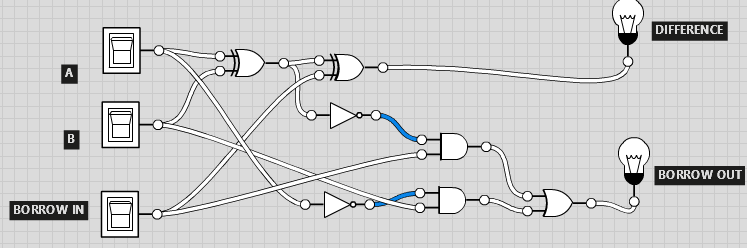 DIFFERENCE
A
B
BORROW OUT
BORROW IN